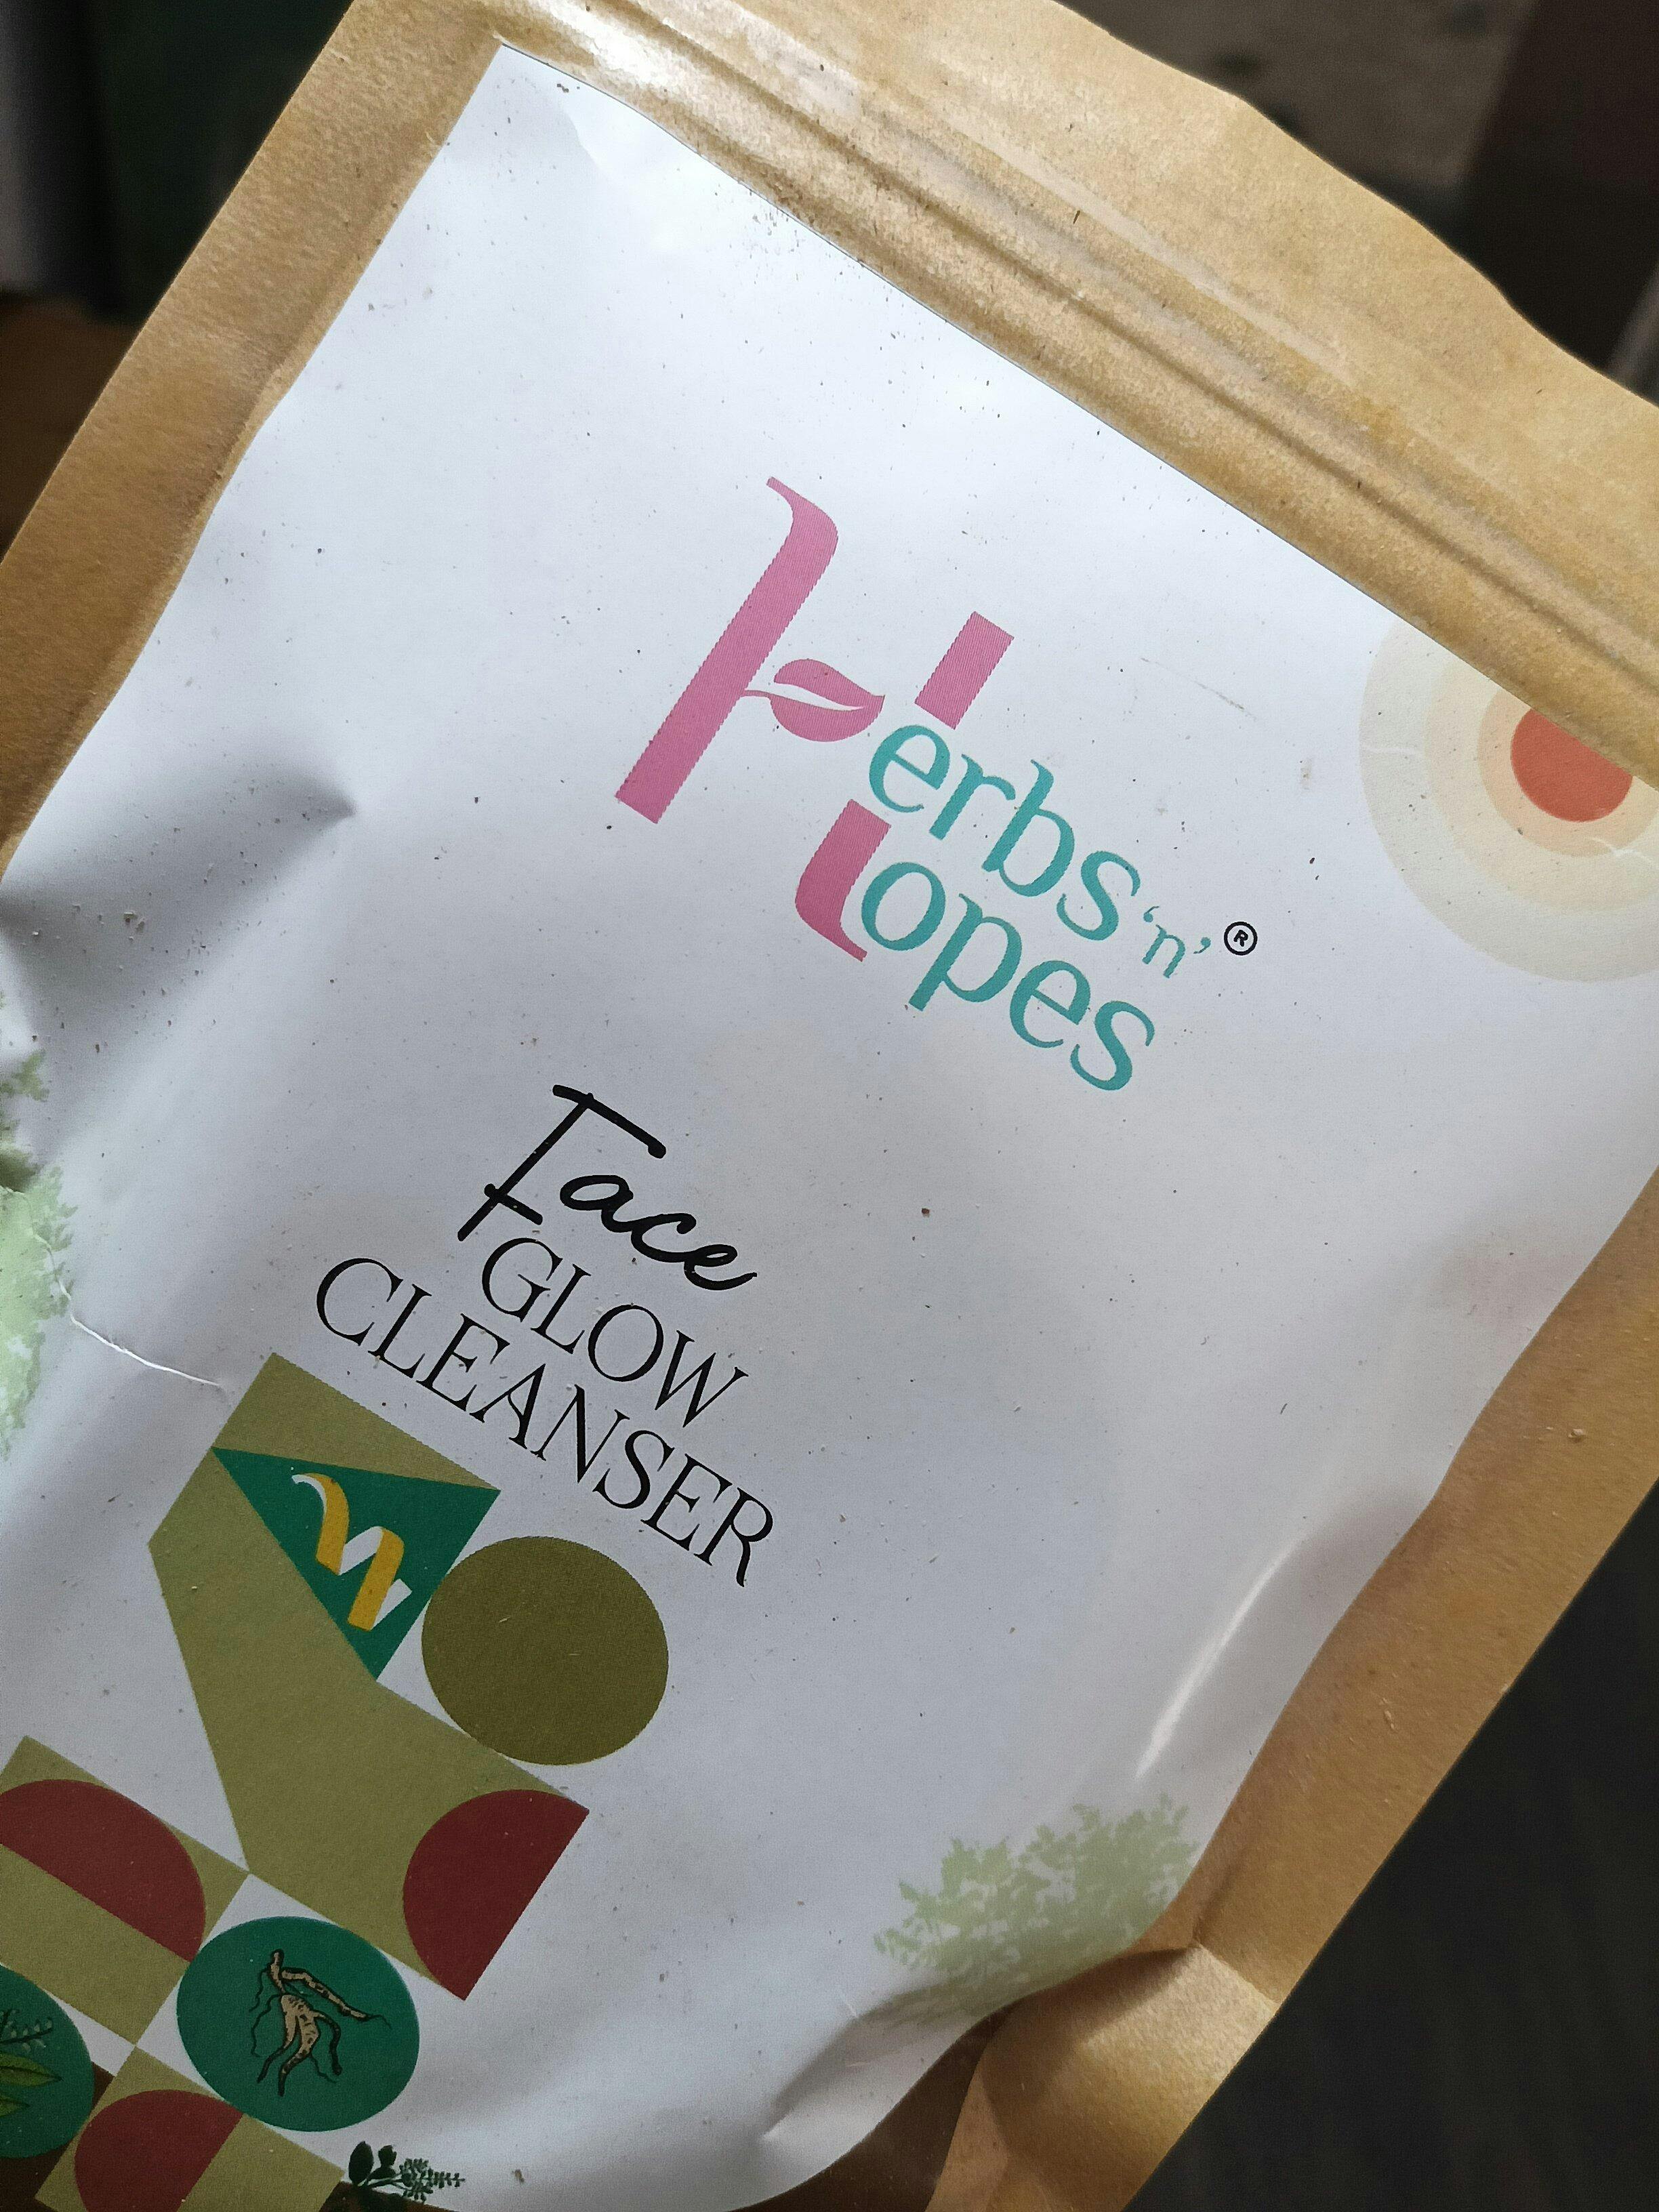 Herbs 'n' ®
Hopes
Face
GLOW
CLEANSER